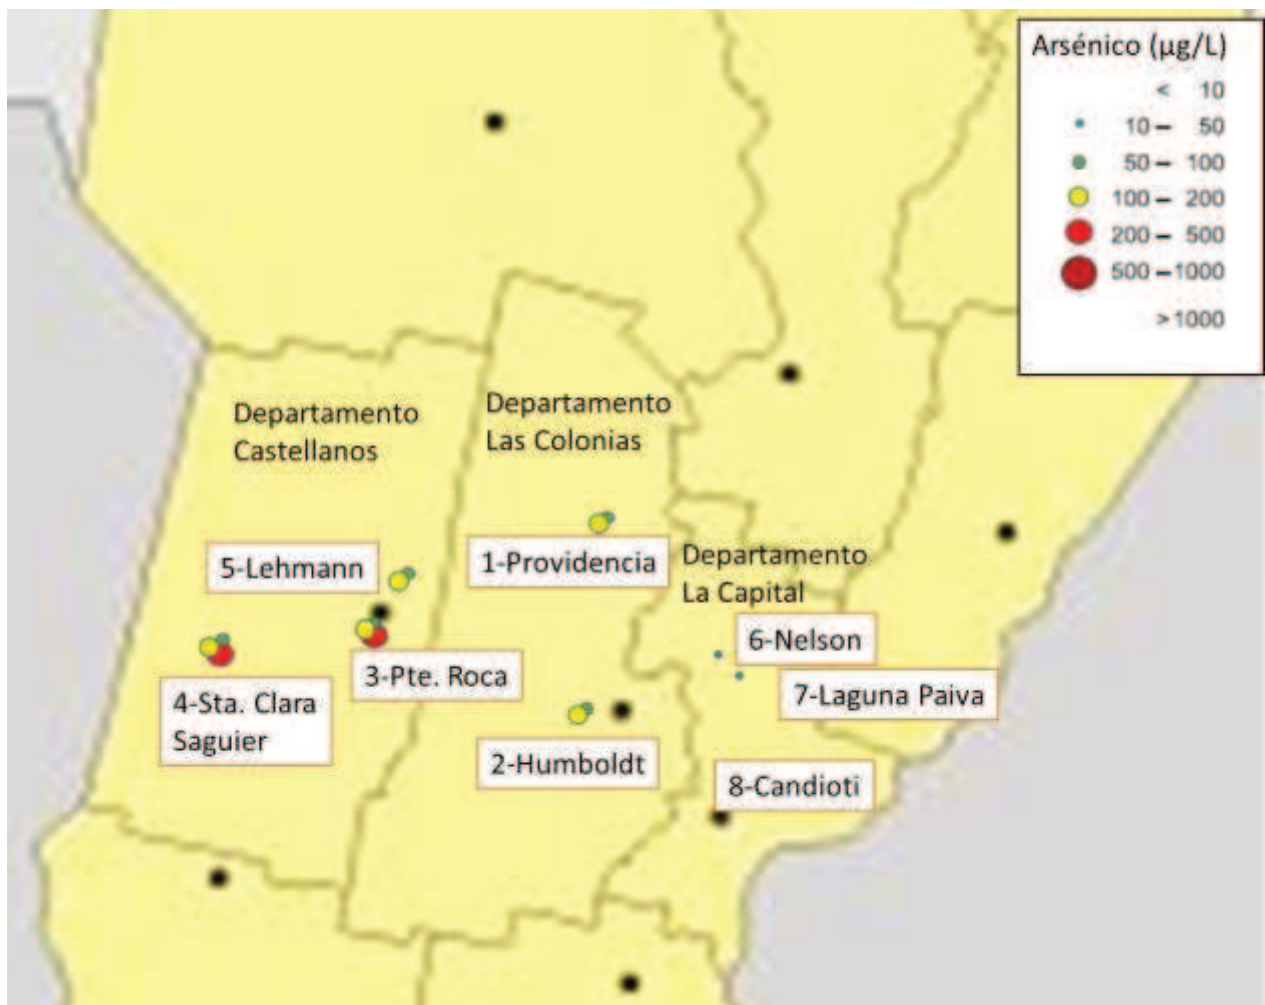 Arsénico (µg/L)
< 10
10 – 50
50 – 100
100 – 200
200 – 500
500 – 1000
> 1000
Departamento
Castellanos
Departamento
Las Colonias
Departamento
La Capital
5-Lehmann
1-Providencia
6-Nelson
3-Pte. Roca
7-Laguna Paiva
4-Sta. Clara
Saguier
2-Humboldt
8-Candioti